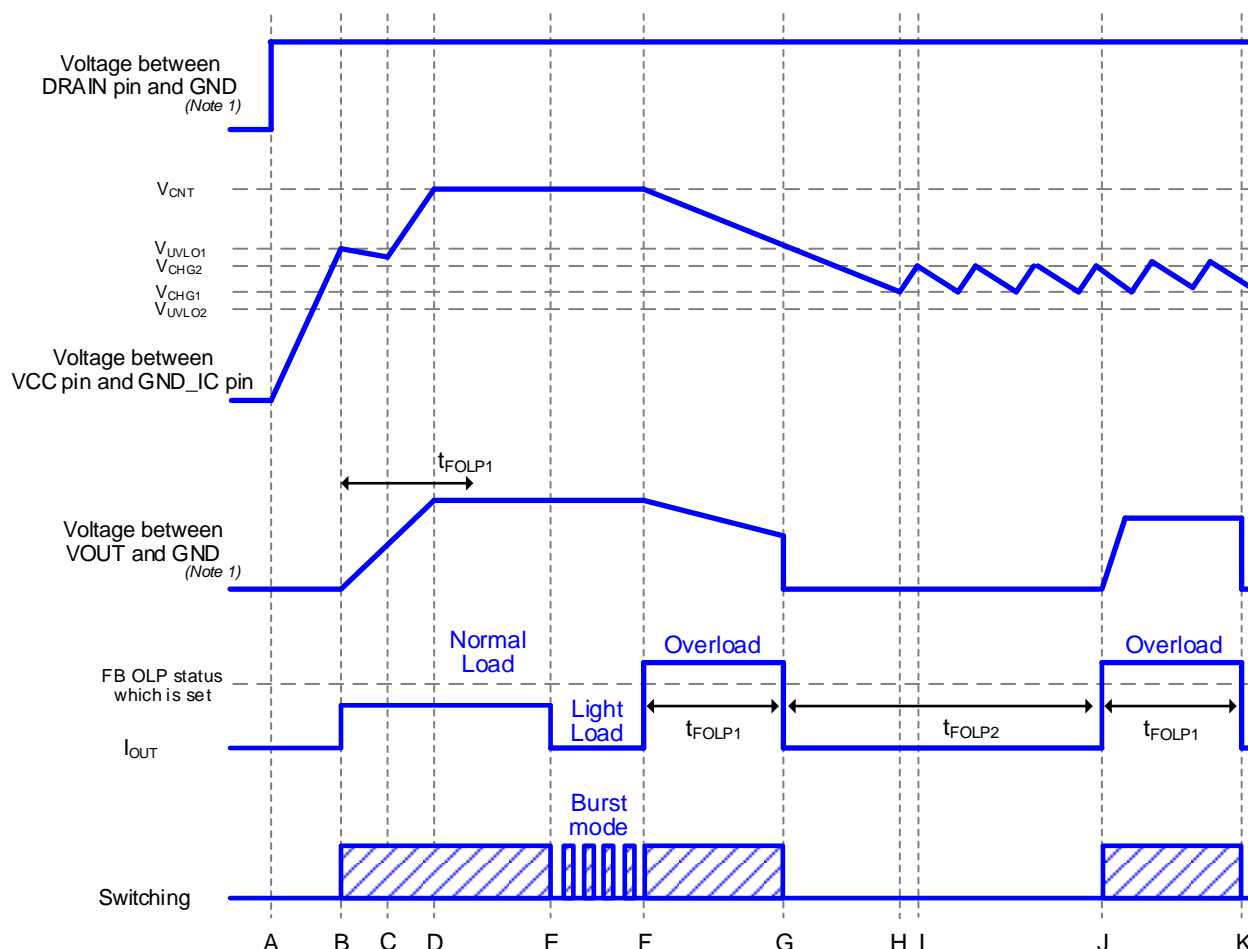 Voltage between
DRAIN pin and GND
(Note 1)
VCNT
VUVLO1
VCHG2
VCHG1
VUVLO2
Voltage between
VCC pin and GND_IC pin
tFOLP1
Voltage between
VOUT and GND
(Note 1)
Normal
Load
Overload
Overload
FB OLP status
which is set
Light
Load
tFOLP1
tFOLP2
tFOLP1
IOUT
Burst
mode
Switching
A B C D E F G H I J K